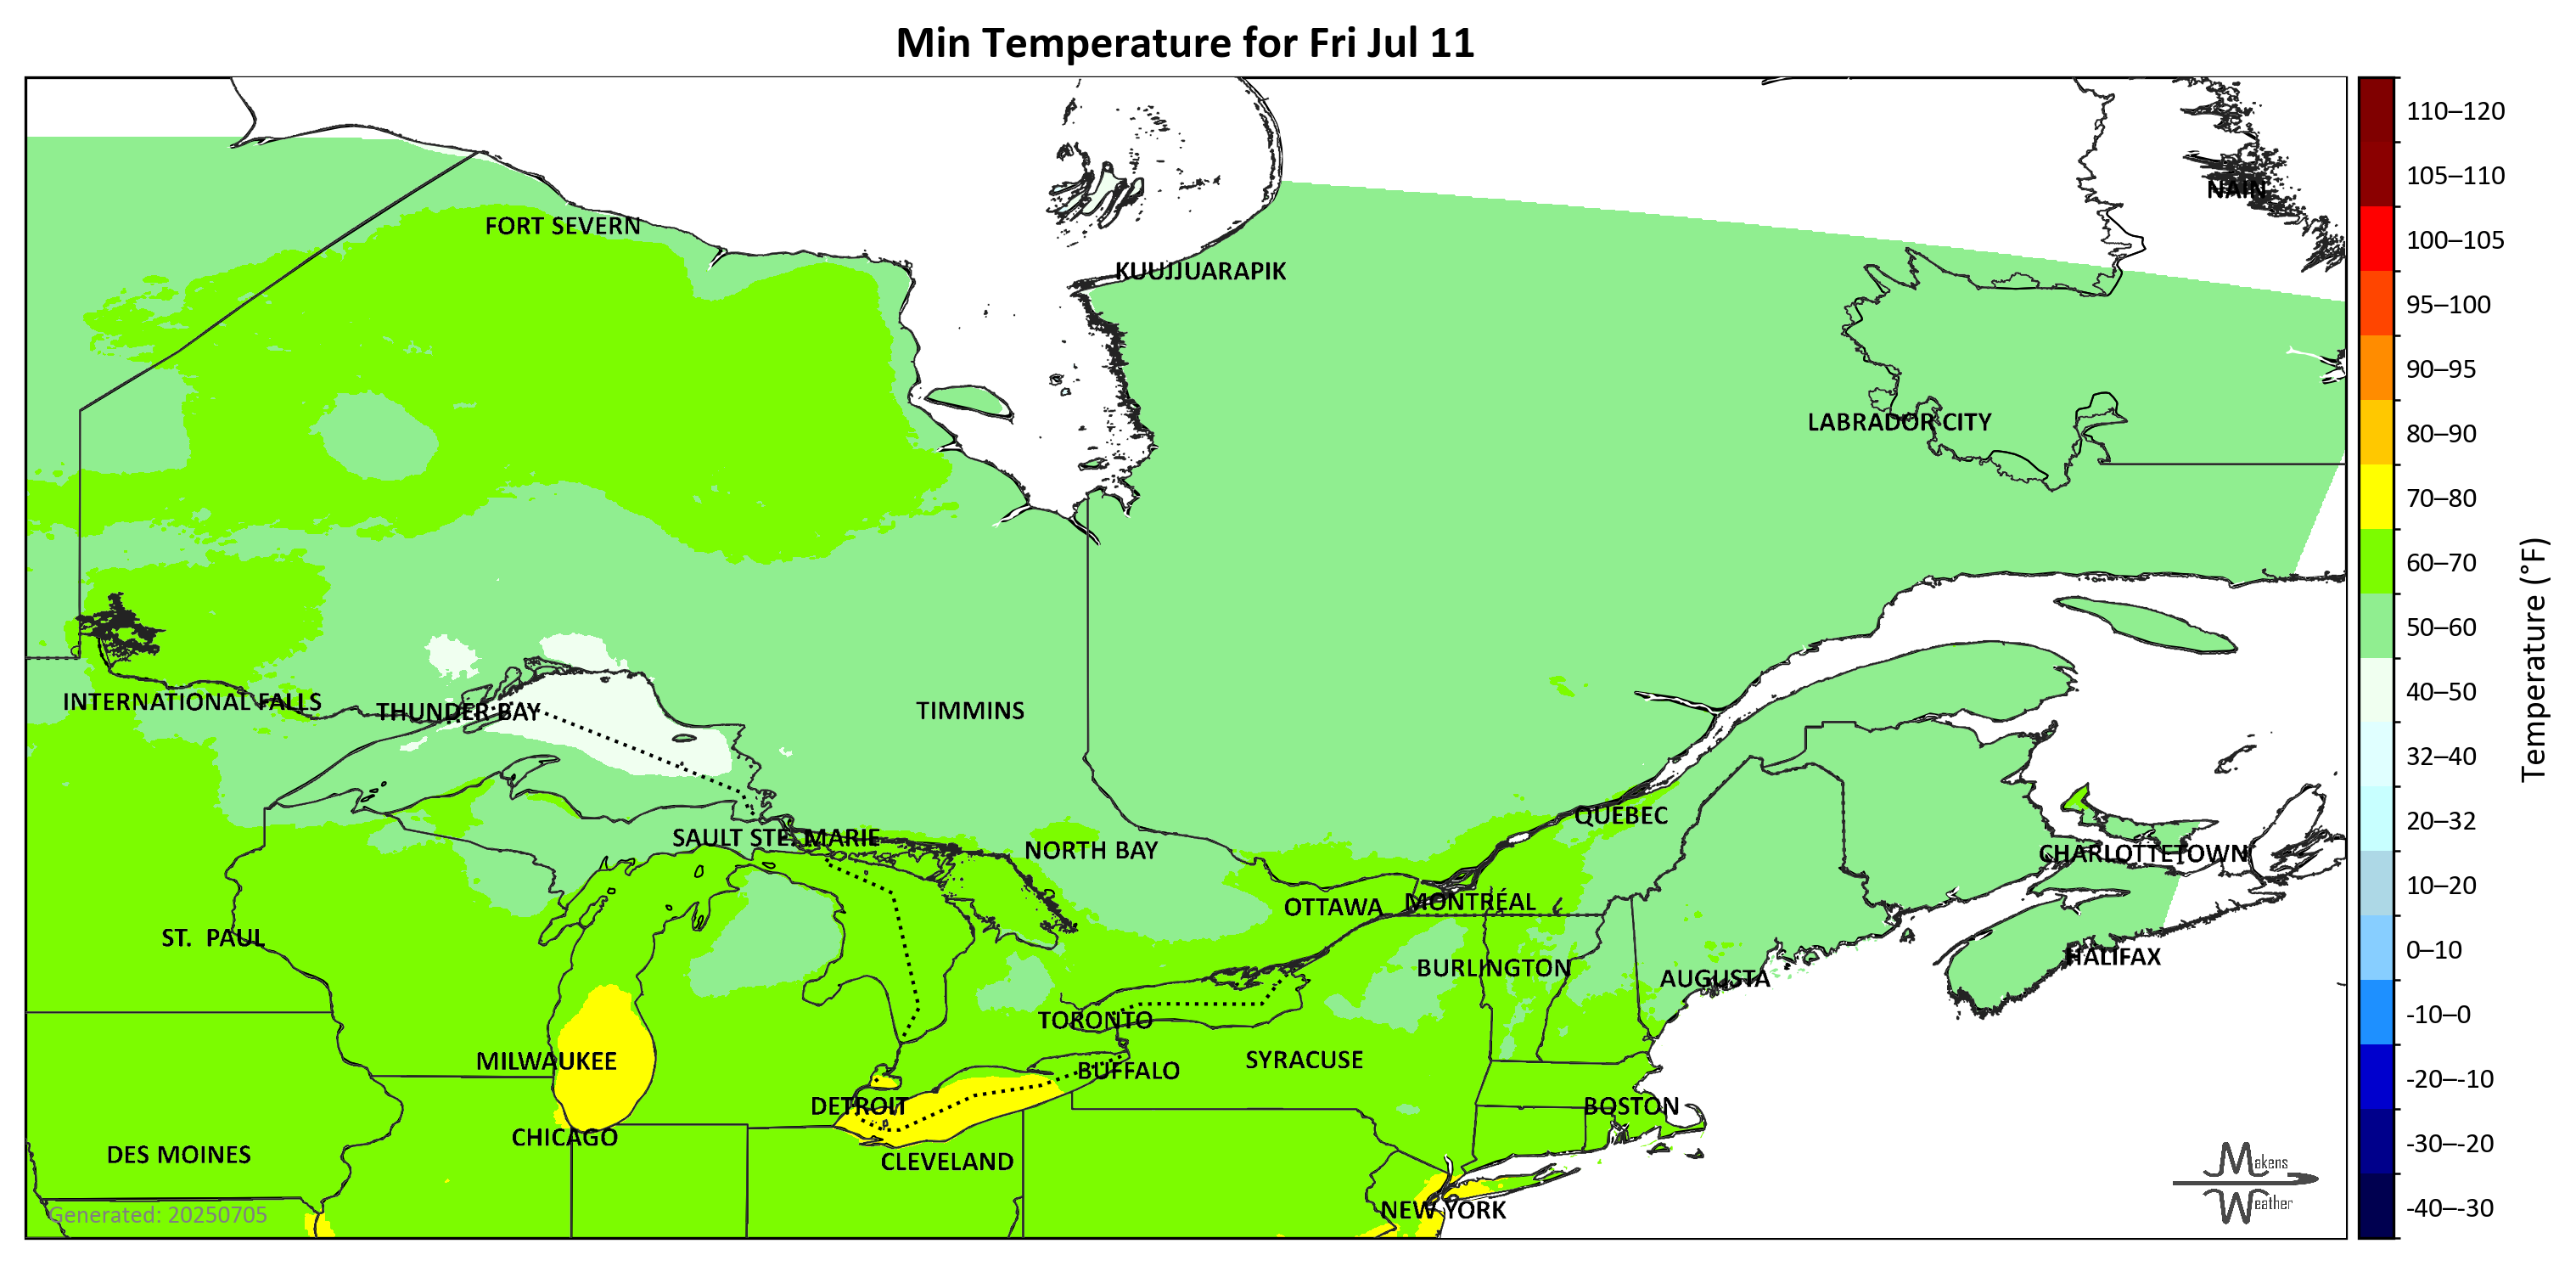 Min Temperature for Fri Jul 11
NAIN
FORT SEVERN
KUUJJUARAPIK
LABRADOR CITY
INTERNATIONAL FALLS
THUNDER BAY
TIMMINS
QUEBEC
SAULT STE. MARIE
NORTH BAY
CHARLOTTETOWN
OTTAWA
MONTRÉAL
ST. PAUL
HALIFAX
BURLINGTON
AUGUSTA
TORONTO
MILWAUKEE
SYRACUSE
BUFFALO
DETROIT
BOSTON
CHICAGO
DES MOINES
CLEVELAND
NEW YORK
Generated: 20250705
Makens
Weather
110–120
105–110
100–105
95–100
90–95
80–90
70–80
60–70
50–60
40–50
32–40
20–32
10–20
0–10
-10–0
-20–-10
-30–-20
-40–-30
Temperature (°F)